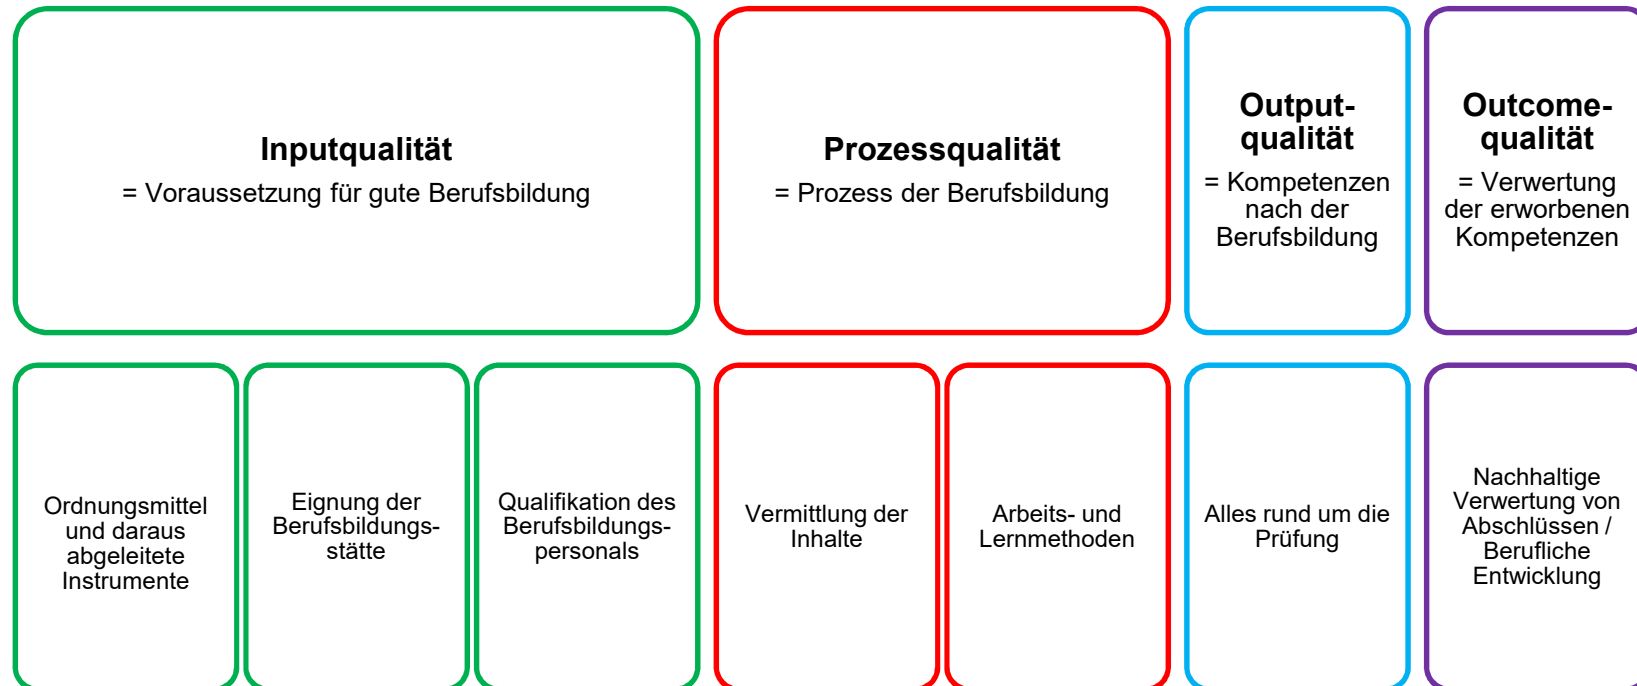 Inputqualität
= Voraussetzung für gute Berufsbildung
Prozessqualität
= Prozess der Berufsbildung
Output-
qualität
= Kompetenzen
nach der
Berufsbildung
Outcome-
qualität
= Verwertung
der erworbenen
Kompetenzen
Ordnungsmittel
und daraus
abgeleitete
Instrumente
Eignung der
Berufsbildungs-
stätte
Qualifikation des
Berufsbildungs-
personals
Vermittlung der
Inhalte
Arbeits- und
Lernmethoden
Alles rund um die
Prüfung
Nachhaltige
Verwertung von
Abschlüssen /
Berufliche
Entwicklung